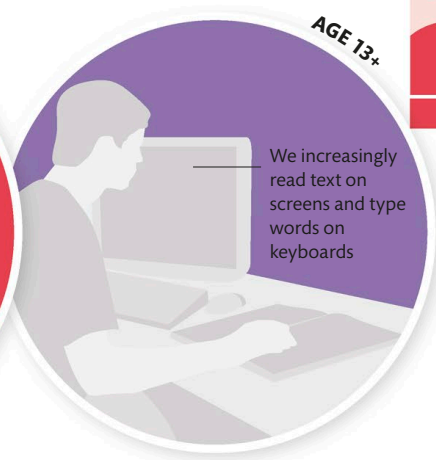 AGE 13+
We increasingly
read text on
screens and type
words on
keyboards